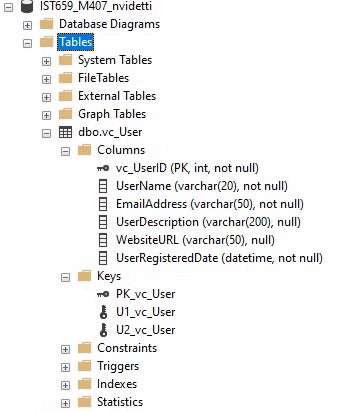 IST659_M407_nvidetti
Database Diagrams
Tables
System Tables
FileTables
External Tables
Graph Tables
dbo.vc_User
Columns
vc_UserID (PK, int, not null)
UserName (varchar(20), not null)
EmailAddress (varchar(50), not null)
UserDescription (varchar(200), null)
WebsiteURL (varchar(50), null)
UserRegisteredDate (datetime, not null)
Keys
PK_vc_User
U1_vc_User
U2_vc_User
Constraints
Triggers
Indexes
Statistics